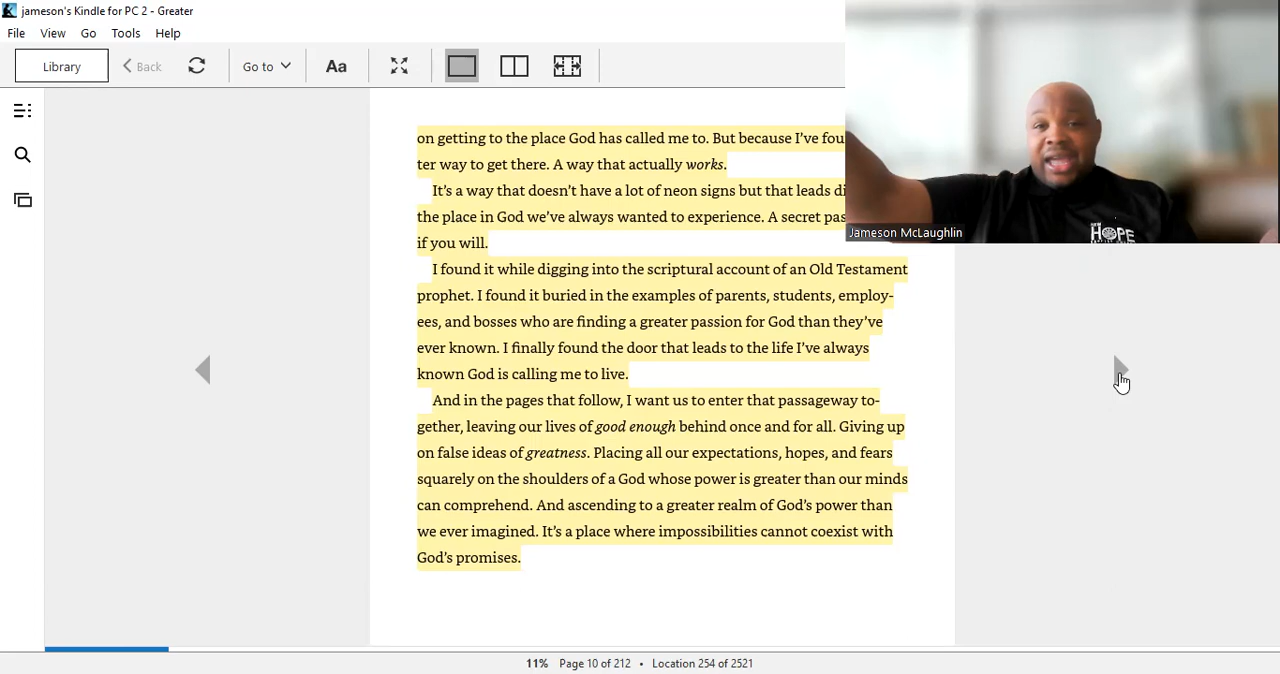 jameson's Kindle for PC 2 - Greater
File View Go Tools Help
Library Back Go to Aa
on getting to the place God has called me to. But because I've fou
ter way to get there. A way that actually works.
It's a way that doesn't have a lot of neon signs but that leads di
the place in God we've always wanted to experience. A secret pas
if you will.
I found it while digging into the scriptural account of an Old Testament
prophet. I found it buried in the examples of parents, students, employ-
ees, and bosses who are finding a greater passion for God than they've
ever known. I finally found the door that leads to the life I've always
known God is calling me to live.
And in the pages that follow, I want us to enter that passageway to-
gether, leaving our lives of good enough behind once and for all. Giving up
on false ideas of greatness. Placing all our expectations, hopes, and fears
squarely on the shoulders of a God whose power is greater than our minds
can comprehend. And ascending to a greater realm of God's power than
we ever imagined. It's a place where impossibilities cannot coexist with
God's promises.
Jameson McLaughlin
HOPE
11% Page 10 of 212 • Location 254 of 2521